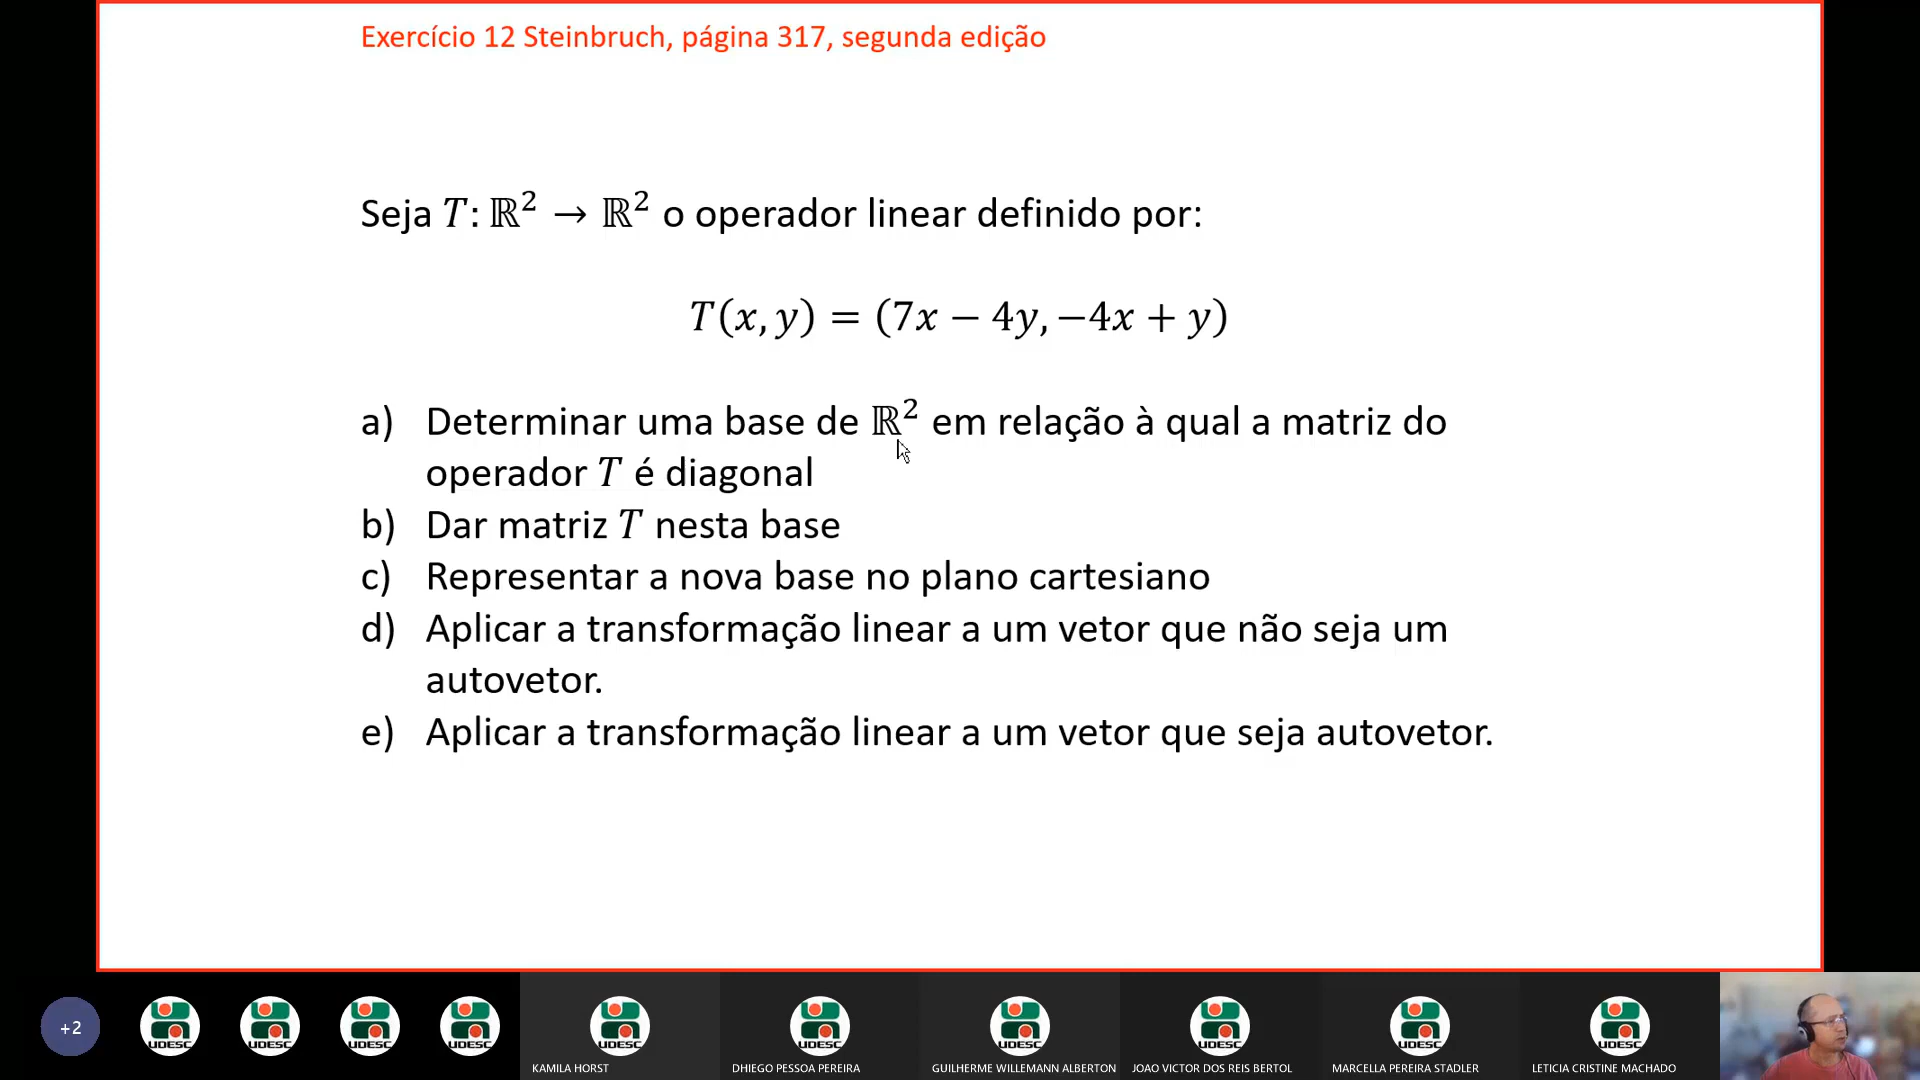 Exercício 12 Steinbruch, página 317, segunda edição
Seja T: ℝ² → ℝ² o operador linear definido por:
T(x, y) = (7x − 4y, −4x + y)
a) Determinar uma base de ℝ² em relação à qual a matriz do
operador T é diagonal
b) Dar matriz T nesta base
c) Representar a nova base no plano cartesiano
d) Aplicar a transformação linear a um vetor que não seja um
autovetor.
e) Aplicar a transformação linear a um vetor que seja autovetor.
+2
UDESC
UDESC
UDESC
UDESC
UDESC
UDESC
UDESC
UDESC
UDESC
UDESC
KAMILA HORST
DHIEGO PESSOA PEREIRA
GUILHERME WILLEMANN ALBERTON
JOAO VICTOR DOS REIS BERTOL
MARCELLA PEREIRA STADLER
LETICIA CRISTINE MACHADO